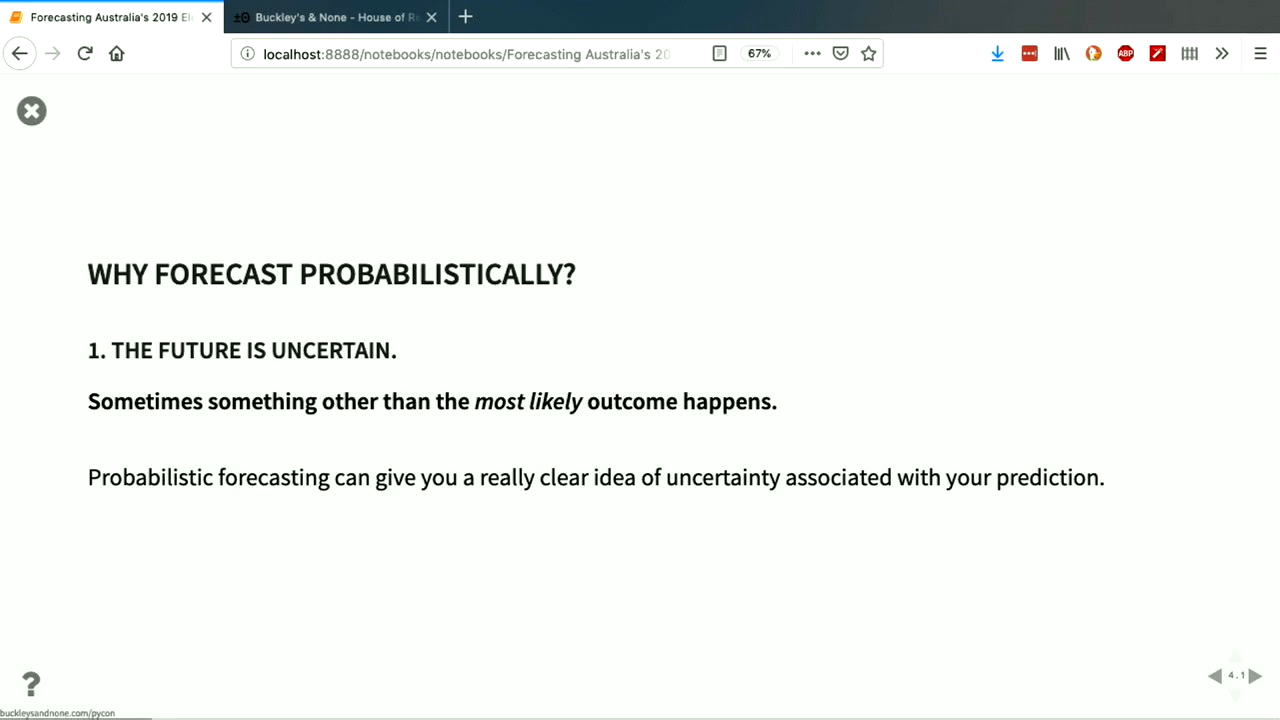 Forecasting Australia's 2019 El
Buckley's & None - House of Re
localhost:8888/notebooks/notebooks/Forecasting Australia's 20
67%
ABP
WHY FORECAST PROBABILISTICALLY?
1. THE FUTURE IS UNCERTAIN.
Sometimes something other than the most likely outcome happens.
Probabilistic forecasting can give you a really clear idea of uncertainty associated with your prediction.
?
4.1
buckleysandnone.com/pycon